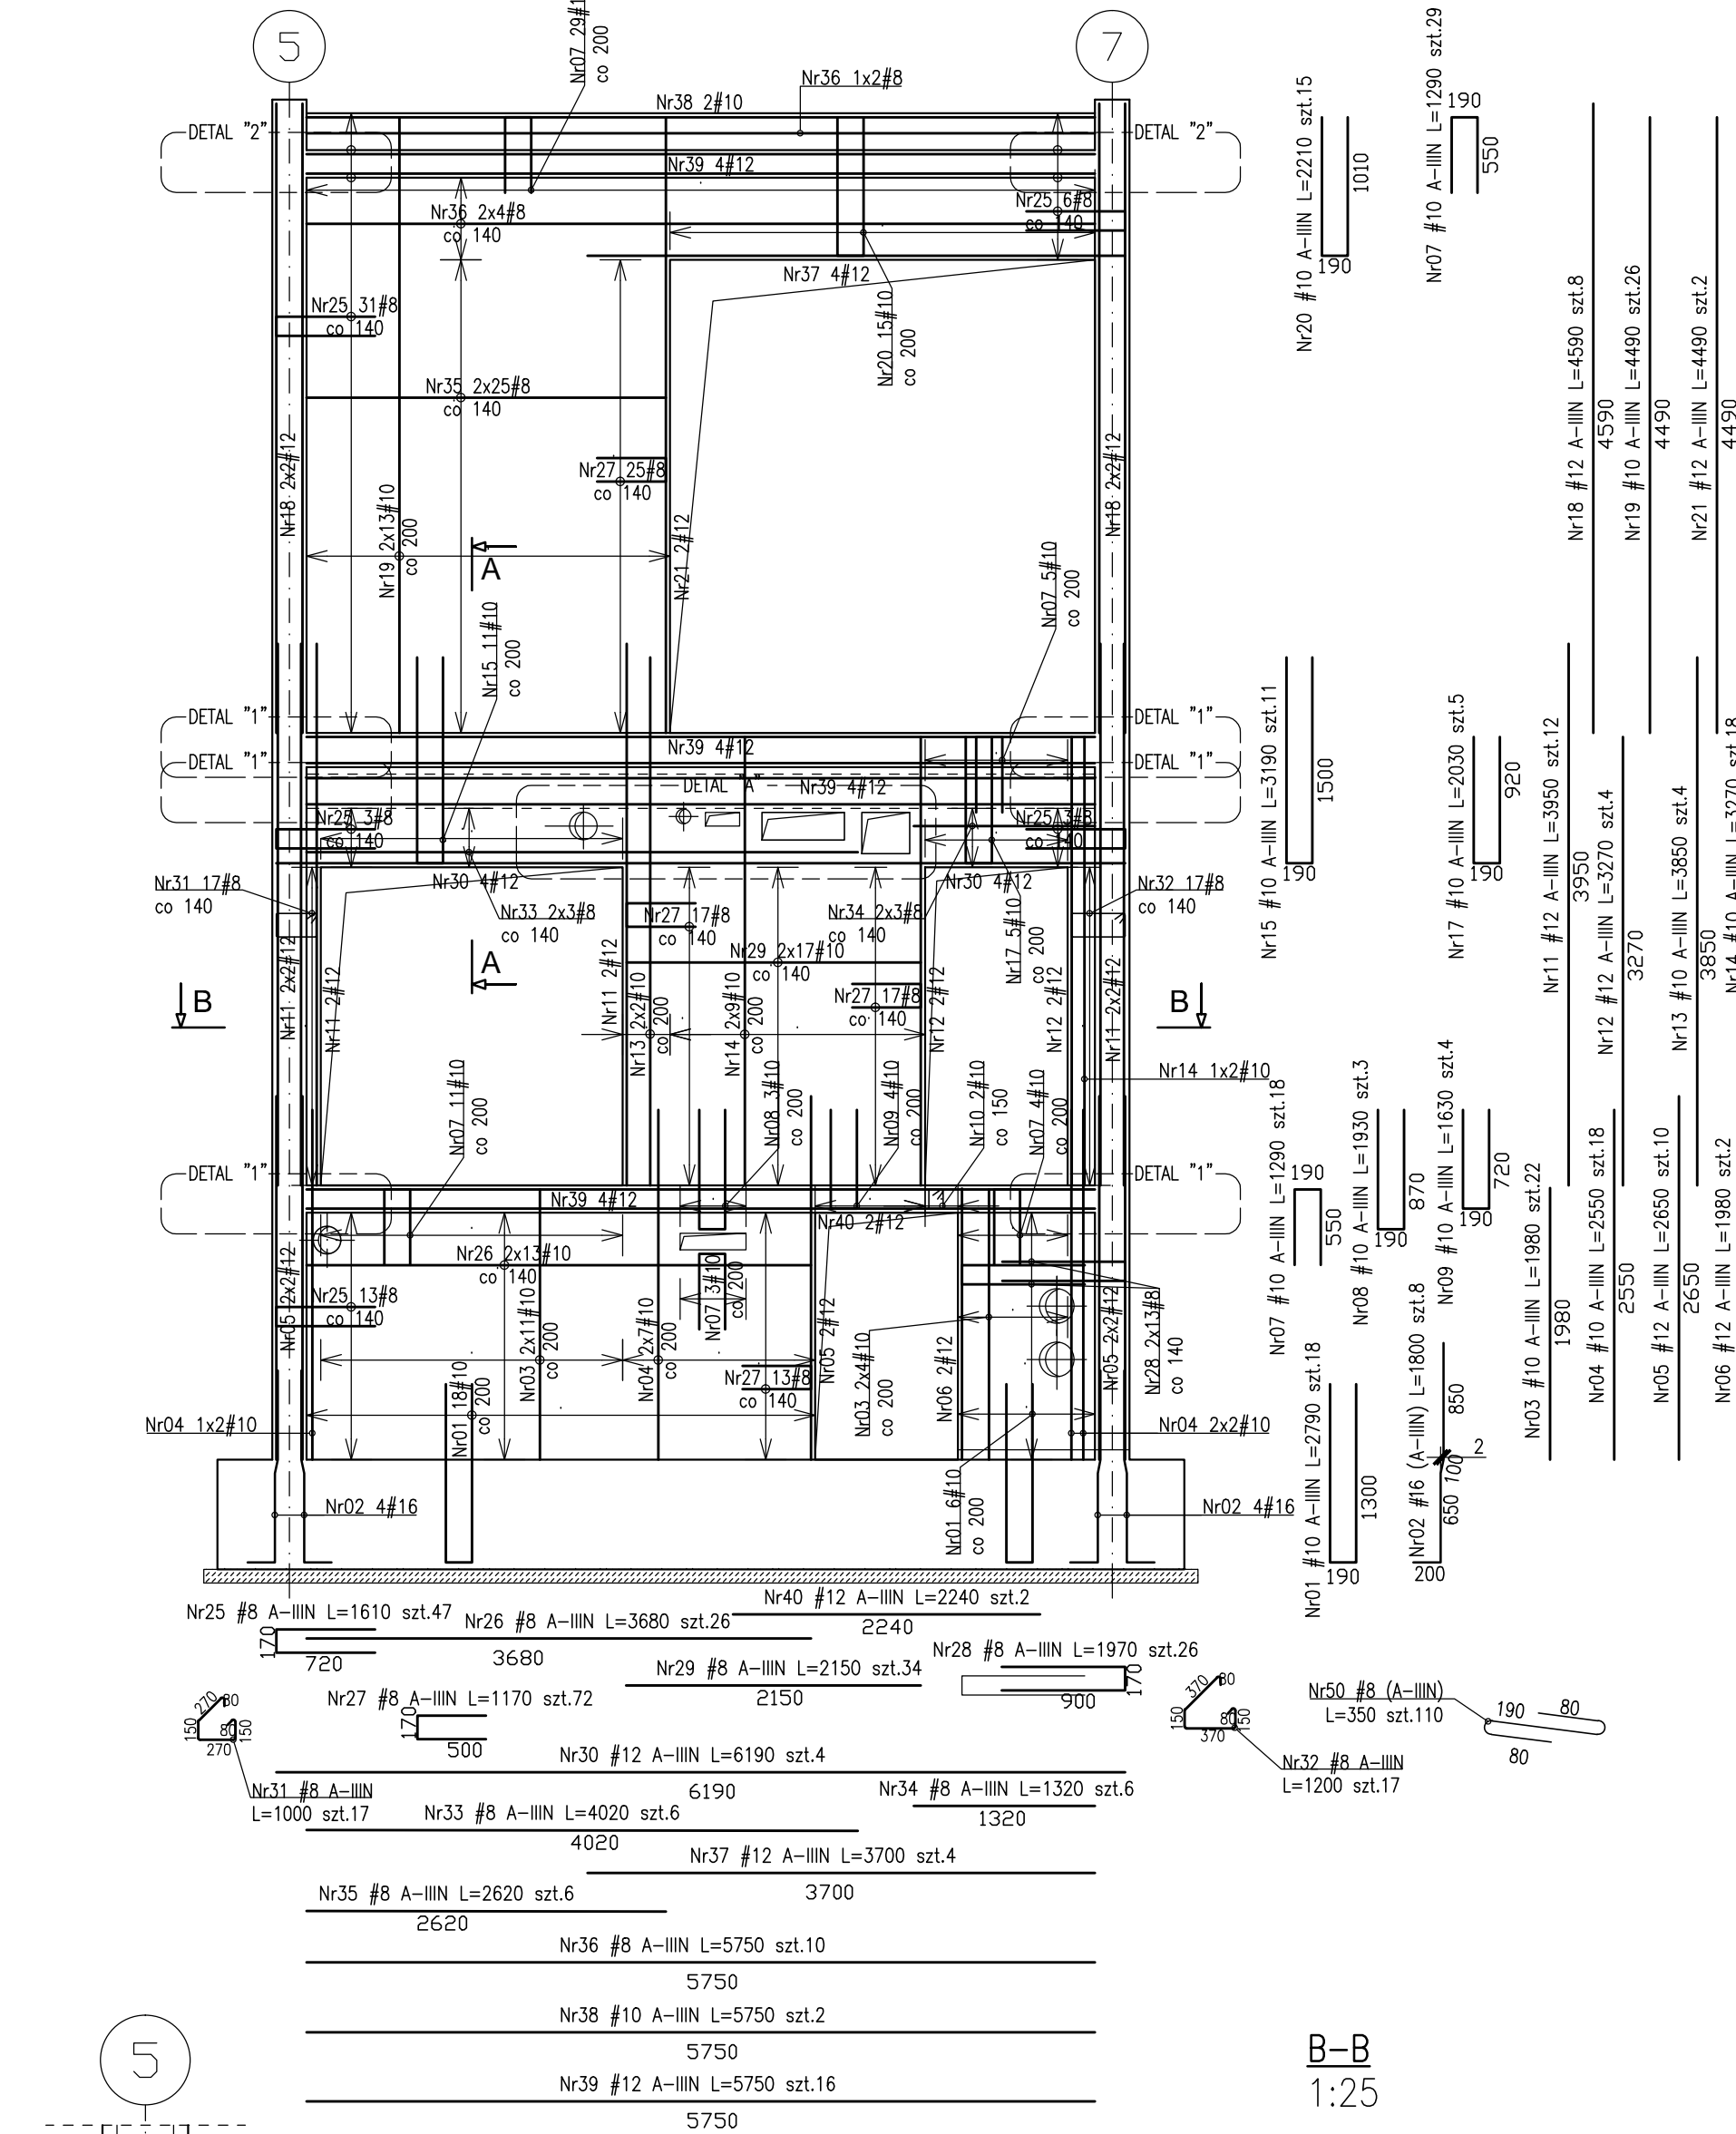 5
7
Nr07 29#1
co 200
Nr36 1x2#8
Nr38 2#10
DETAL "2"
DETAL "2"
Nr39 4#12
Nr36 2x4#8
co 140
Nr25 6#8
co 140
Nr37 4#12
Nr25 31#8
co 140
Nr20 15#10
co 200
Nr35 2x25#8
co 140
Nr18 2x2#12
Nr18 2x2#12
Nr27 25#8
co 140
Nr19 2x13#10
co 200
Nr21 2#12
A
Nr07 5#10
co 200
Nr15 11#10
co 200
DETAL "1"
DETAL "1"
Nr39 4#12
DETAL "1"
DETAL "1"
DETAL "A"
Nr39 4#12
Nr25 3#8
co 140
Nr25 3#8
co 140
Nr30 4#12
Nr30 4#12
Nr31 17#8
co 140
Nr32 17#8
co 140
Nr33 2x3#8
co 140
Nr27 17#8
co 140
Nr34 2x3#8
co 140
Nr29 2x17#10
co 140
Nr17 5#10
co 200
A
B
B
Nr11 2x2#12
Nr11 2#12
Nr11 2#12
Nr13 2x2#10
co 200
Nr14 2x9#10
co 200
Nr27 17#8
co 140
Nr12 2#12
Nr12 2#12
Nr11 2x2#12
Nr14 1x2#10
Nr07 11#10
co 200
Nr08 3#10
co 200
Nr09 4#10
co 200
Nr10 2#10
co 150
Nr07 4#10
co 200
DETAL "1"
DETAL "1"
Nr39 4#12
Nr40 2#12
Nr26 2x13#10
co 140
Nr25 13#8
co 140
Nr05 2x2#12
Nr07 3#10
co 200
Nr03 2x11#10
co 200
Nr04 2x7#10
co 200
Nr27 13#8
co 140
Nr05 2#12
Nr03 2x4#10
co 200
Nr06 2#12
Nr05 2x2#12
Nr28 2x13#8
co 140
Nr04 1x2#10
Nr01 18#10
co 200
Nr04 2x2#10
Nr01 6#10
co 200
Nr02 4#16
Nr02 4#16
Nr20 #10 A-IIIN L=2210 szt.15
1010
190
Nr07 #10 A-IIIN L=1290 szt.29
190
550
Nr18 #12 A-IIIN L=4590 szt.8
4590
Nr19 #10 A-IIIN L=4490 szt.26
4490
Nr21 #12 A-IIIN L=4490 szt.2
4490
Nr15 #10 A-IIIN L=3190 szt.11
1500
190
Nr17 #10 A-IIIN L=2030 szt.5
920
190
Nr11 #12 A-IIIN L=3950 szt.12
3950
Nr12 #12 A-IIIN L=3270 szt.4
3270
Nr13 #10 A-IIIN L=3850 szt.4
3850
Nr14 #10 A-IIIN L=3270 szt.18
Nr07 #10 A-IIIN L=1290 szt.18
190
550
Nr08 #10 A-IIIN L=1930 szt.3
870
190
Nr09 #10 A-IIIN L=1630 szt.4
720
190
Nr03 #10 A-IIIN L=1980 szt.22
1980
Nr04 #10 A-IIIN L=2550 szt.18
2550
Nr05 #12 A-IIIN L=2650 szt.10
2650
Nr06 #12 A-IIIN L=1980 szt.2
Nr01 #10 A-IIIN L=2790 szt.18
1300
190
Nr02 #16 (A-IIIN) L=1800 szt.8
850
2
100
650
200
Nr40 #12 A-IIIN L=2240 szt.2
2240
Nr25 #8 A-IIIN L=1610 szt.47
170
720
Nr26 #8 A-IIIN L=3680 szt.26
3680
Nr28 #8 A-IIIN L=1970 szt.26
170
900
Nr29 #8 A-IIIN L=2150 szt.34
2150
Nr27 #8 A-IIIN L=1170 szt.72
170
500
270
80
150
80
150
270
Nr31 #8 A-IIIN
L=1000 szt.17
370
80
150
80
150
370
Nr32 #8 A-IIIN
L=1200 szt.17
Nr50 #8 (A-IIIN)
L=350 szt.110
190
80
80
Nr30 #12 A-IIIN L=6190 szt.4
6190
Nr34 #8 A-IIIN L=1320 szt.6
1320
Nr33 #8 A-IIIN L=4020 szt.6
4020
Nr37 #12 A-IIIN L=3700 szt.4
3700
Nr35 #8 A-IIIN L=2620 szt.6
2620
Nr36 #8 A-IIIN L=5750 szt.10
5750
Nr38 #10 A-IIIN L=5750 szt.2
5750
Nr39 #12 A-IIIN L=5750 szt.16
5750
5
B-B
1:25